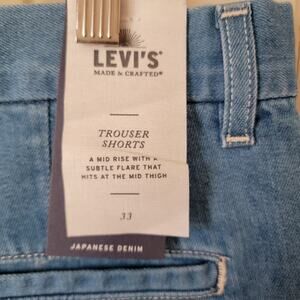 LEVI'S®
MADE & CRAFTED®
TROUSER
SHORTS
A MID RISE WITH A
SUBTLE FLARE THAT
HITS AT THE MID THIGH
33
JAPANESE DENIM